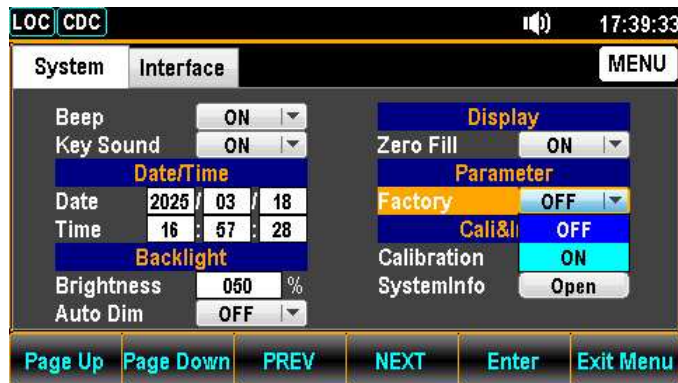 LOC CDC 17:39:33
System Interface MENU
Beep ON
Key Sound ON
Date/Time
Date 2025 / 03 / 18
Time 16 : 57 : 28
Backlight
Brightness 050 %
Auto Dim OFF
Display
Zero Fill ON
Parameter
Factory OFF
OFF
ON
Calibration
SystemInfo Open
Page Up Page Down PREV NEXT Enter Exit Menu